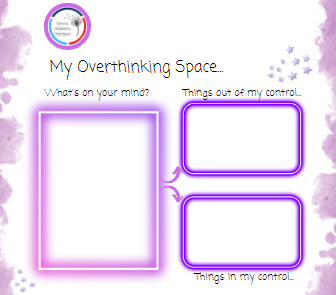 My Overthinking Space...
What's on your mind?
Things out of my control...
Things in my control...